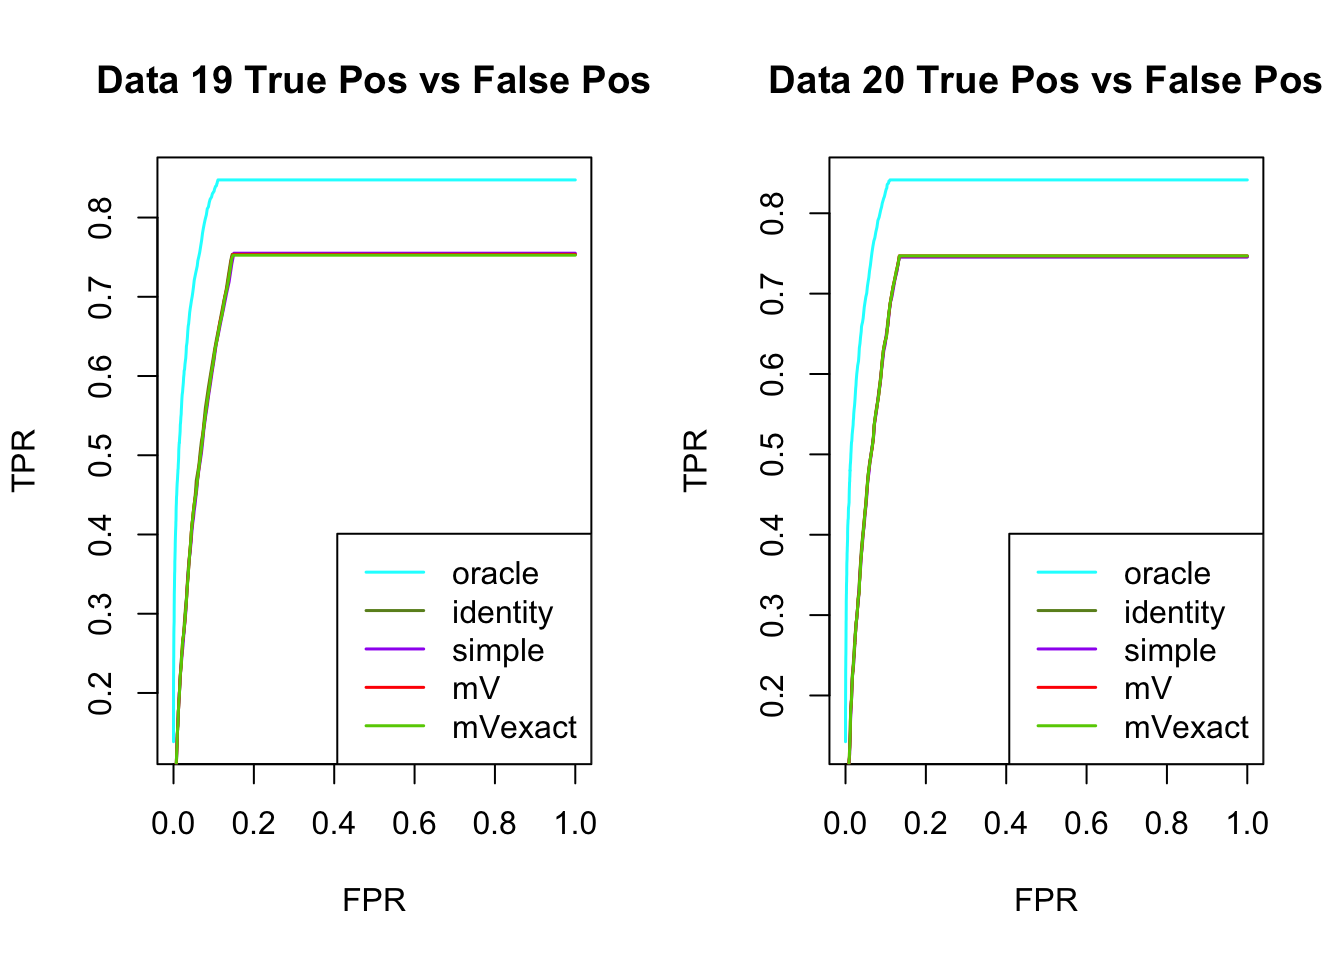 Data 19 True Pos vs False Pos
TPR
0.8
0.7
0.6
0.5
0.4
0.3
0.2
oracle
identity
simple
mV
mVexact
0.0 0.2 0.4 0.6 0.8 1.0
FPR
Data 20 True Pos vs False Pos
TPR
0.8
0.7
0.6
0.5
0.4
0.3
0.2
oracle
identity
simple
mV
mVexact
0.0 0.2 0.4 0.6 0.8 1.0
FPR